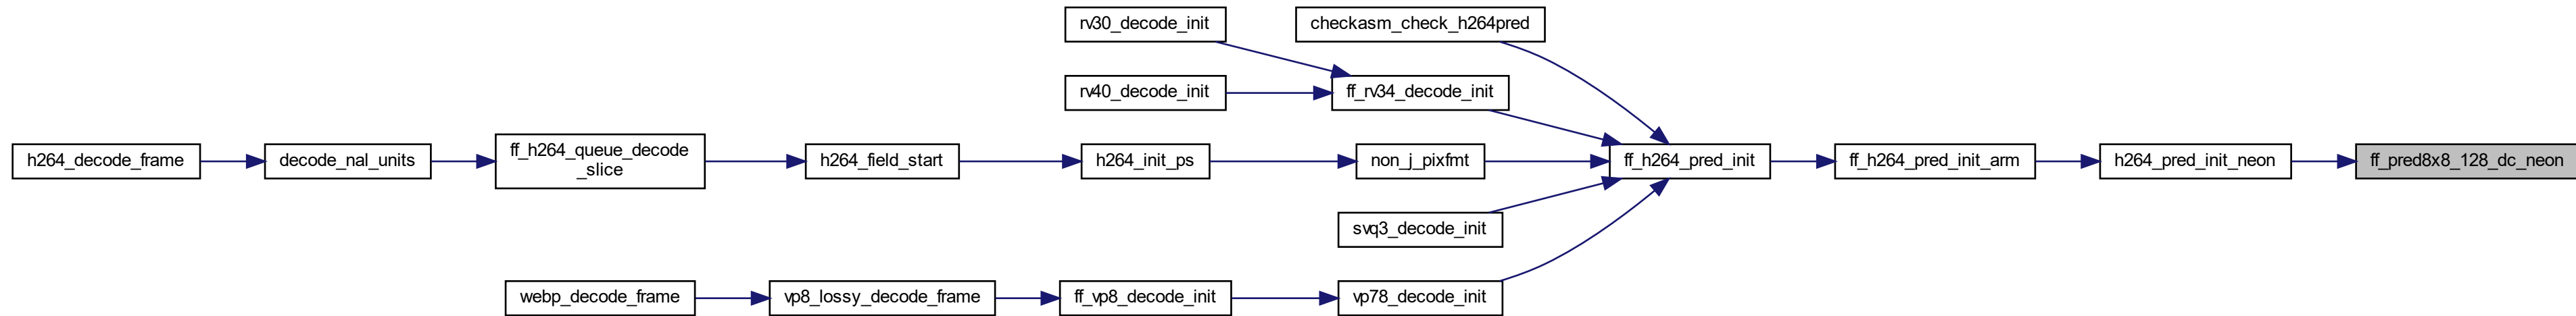 rv30_decode_init
checkasm_check_h264pred
rv40_decode_init
ff_rv34_decode_init
h264_decode_frame
decode_nal_units
ff_h264_queue_decode
_slice
h264_field_start
h264_init_ps
non_j_pixfmt
ff_h264_pred_init
ff_h264_pred_init_arm
h264_pred_init_neon
ff_pred8x8_128_dc_neon
svq3_decode_init
webp_decode_frame
vp8_lossy_decode_frame
ff_vp8_decode_init
vp78_decode_init